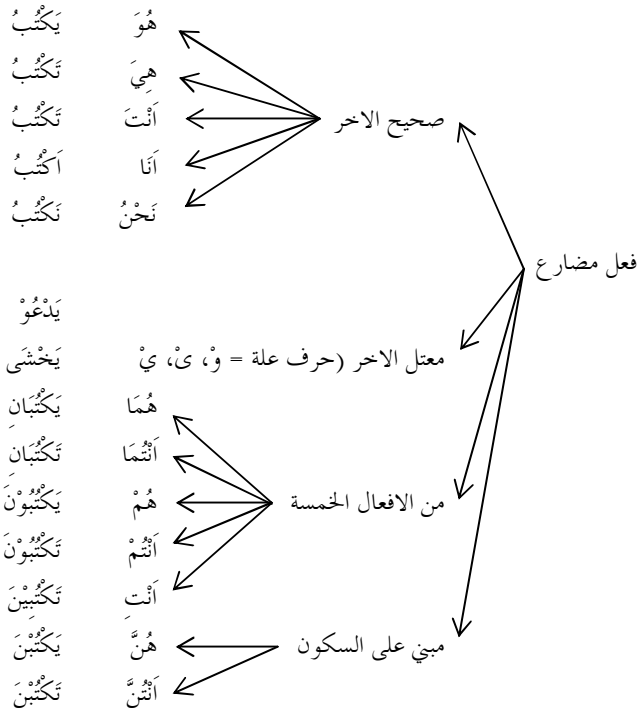 هُوَ يَكْتُبُ
هِيَ تَكْتُبُ
صحيح الاخر اَنْتَ تَكْتُبُ
اَنَا اَكْتُبُ
نَحْنُ نَكْتُبُ
فعل مضارع
يَدْعُوْ
معتل الاخر (حرف علة = وْ، ىْ، يْ يَخْشَى
هُمَا يَكْتُبَانِ
اَنْتُمَا تَكْتُبَانِ
من الافعال الخمسة هُمْ يَكْتُبُوْنَ
اَنْتُمْ تَكْتُبُوْنَ
اَنْتِ تَكْتُبِيْنَ
مبني على السكون هُنَّ يَكْتُبْنَ
اَنْتُنَّ تَكْتُبْنَ